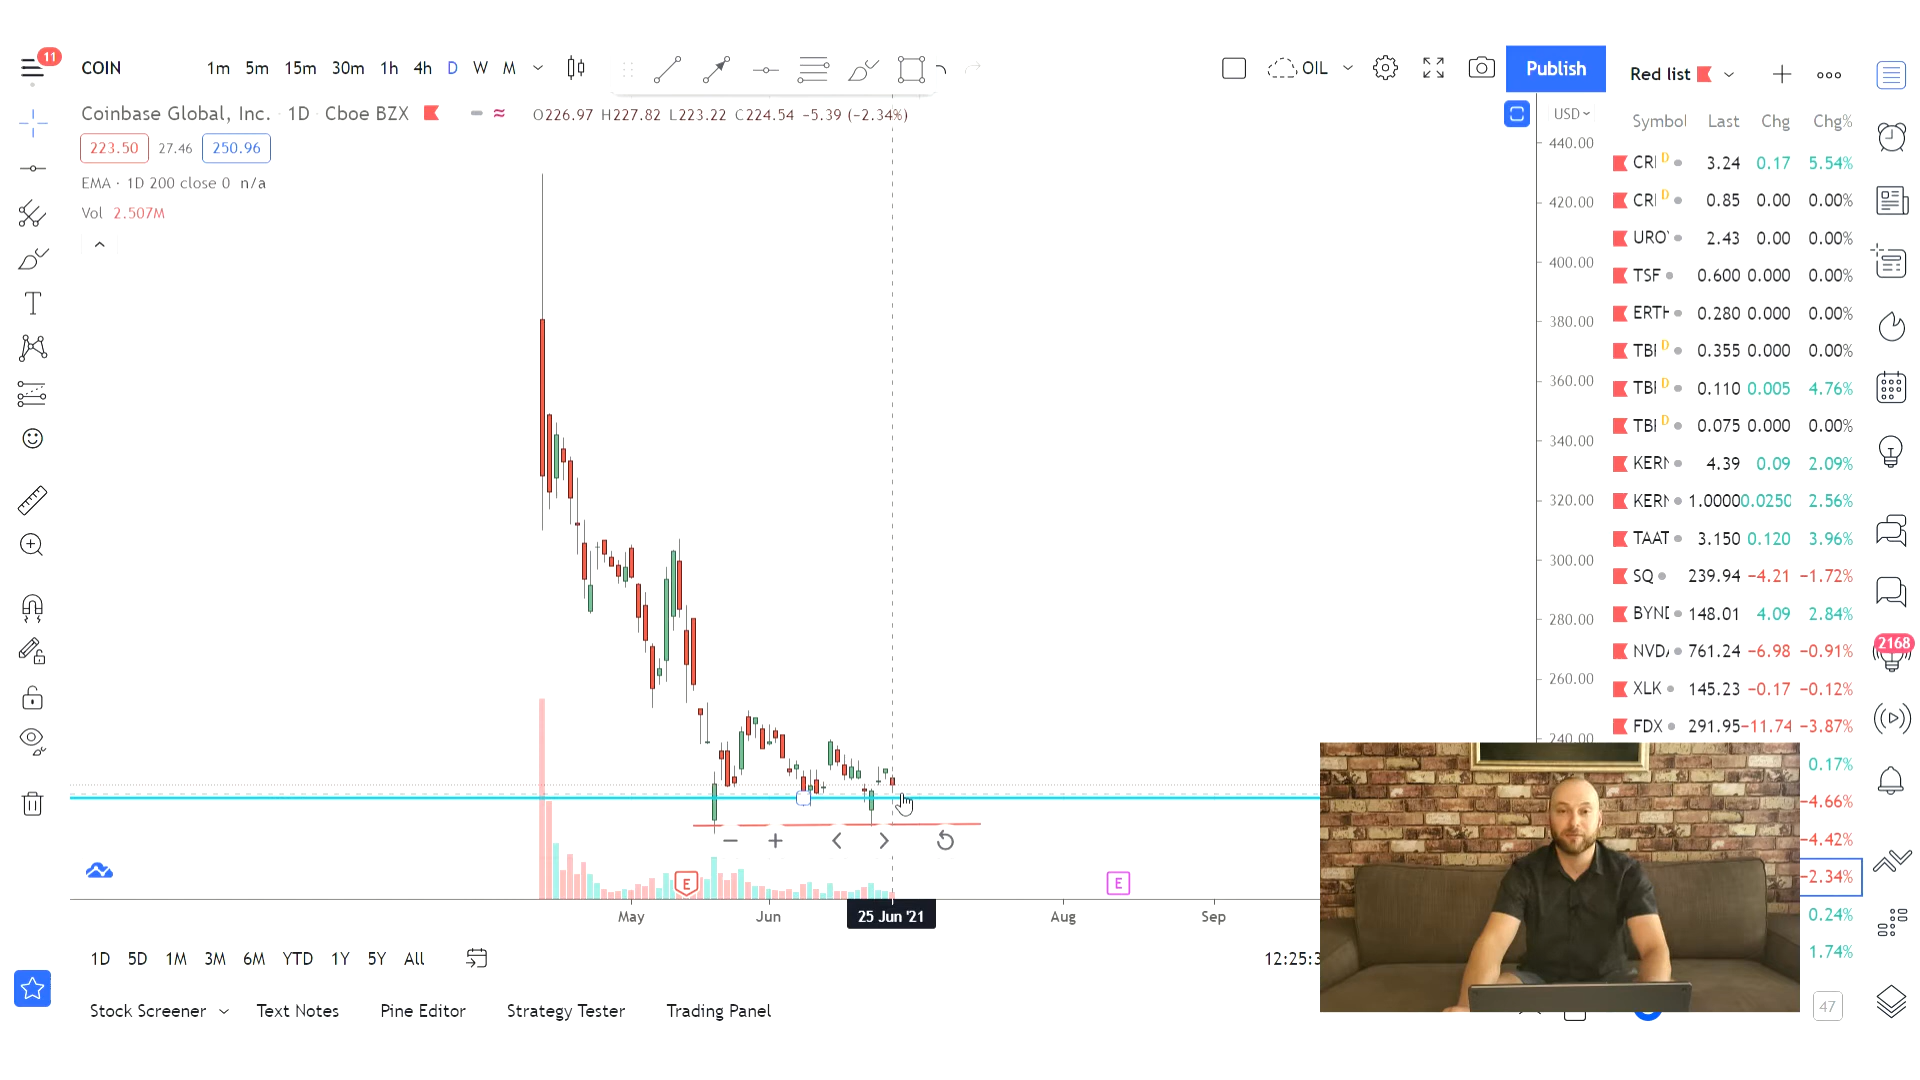 11
COIN
1m 5m 15m 30m 1h 4h D W M
OIL
Publish
Red list
Coinbase Global, Inc. 1D Cboe BZX
O226.97 H227.82 L223.22 C224.54 −5.39 (−2.34%)
USD
223.50 27.46 250.96
EMA · 1D 200 close 0 n/a
Vol 2.507M
440.00
420.00
400.00
380.00
360.00
340.00
320.00
300.00
280.00
260.00
240.00
Symbol Last Chg Chg%
CRI D 3.24 0.17 5.54%
CRI D 0.85 0.00 0.00%
URO 2.43 0.00 0.00%
TSF 0.600 0.000 0.00%
ERTH 0.280 0.000 0.00%
TBI D 0.355 0.000 0.00%
TBI D 0.110 0.005 4.76%
TBI D 0.075 0.000 0.00%
KERN 4.39 0.09 2.09%
KERN 1.0000 0.0250 2.56%
TAAT 3.150 0.120 3.96%
SQ 239.94 −4.21 −1.72%
BYND 148.01 4.09 2.84%
NVDA 761.24 −6.98 −0.91%
XLK 145.23 −0.17 −0.12%
FDX 291.95 −11.74 −3.87%
0.17%
−4.66%
−4.42%
−2.34%
0.24%
1.74%
2168
E
E
May Jun 25 Jun '21 Aug Sep
1D 5D 1M 3M 6M YTD 1Y 5Y All
12:25:3
Stock Screener Text Notes Pine Editor Strategy Tester Trading Panel
47